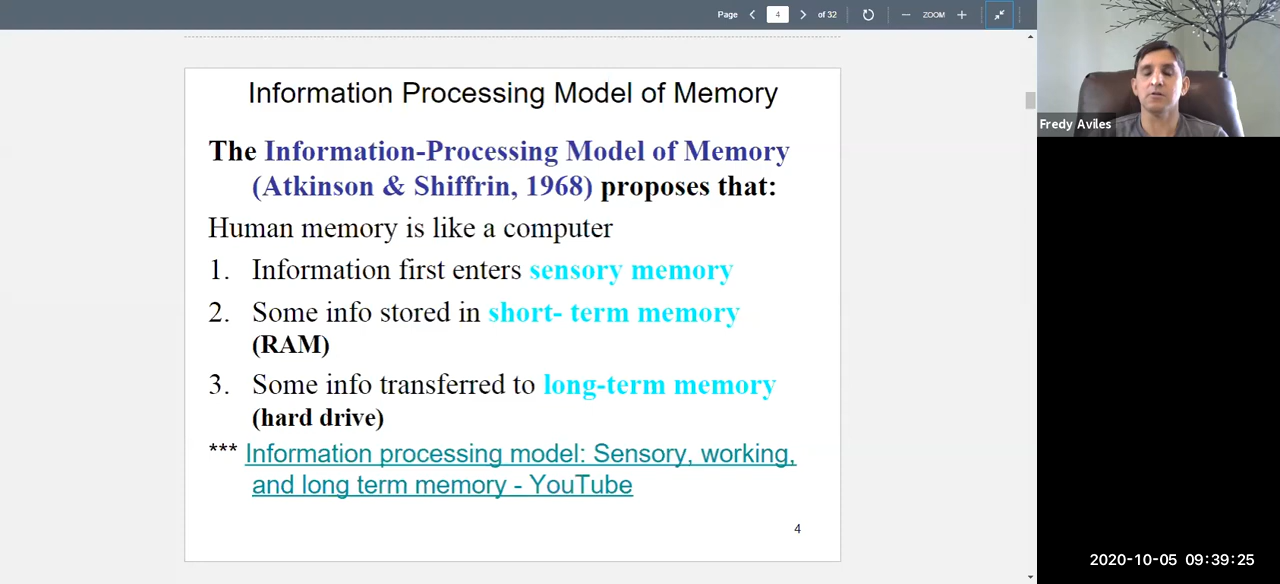 Page 4 of 32 ZOOM
Information Processing Model of Memory
The Information-Processing Model of Memory
(Atkinson & Shiffrin, 1968) proposes that:
Human memory is like a computer
1. Information first enters sensory memory
2. Some info stored in short- term memory
(RAM)
3. Some info transferred to long-term memory
(hard drive)
*** Information processing model: Sensory, working,
and long term memory - YouTube
4
Fredy Aviles
2020-10-05 09:39:25